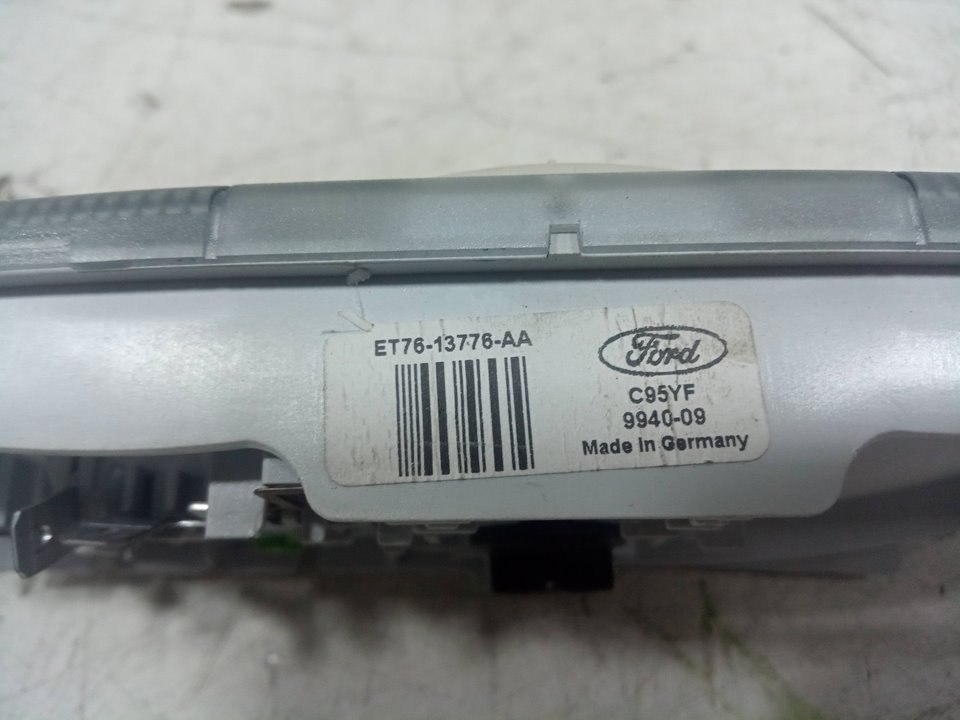 ET76-13776-AA
Ford
C95YF
9940-09
Made in Germany